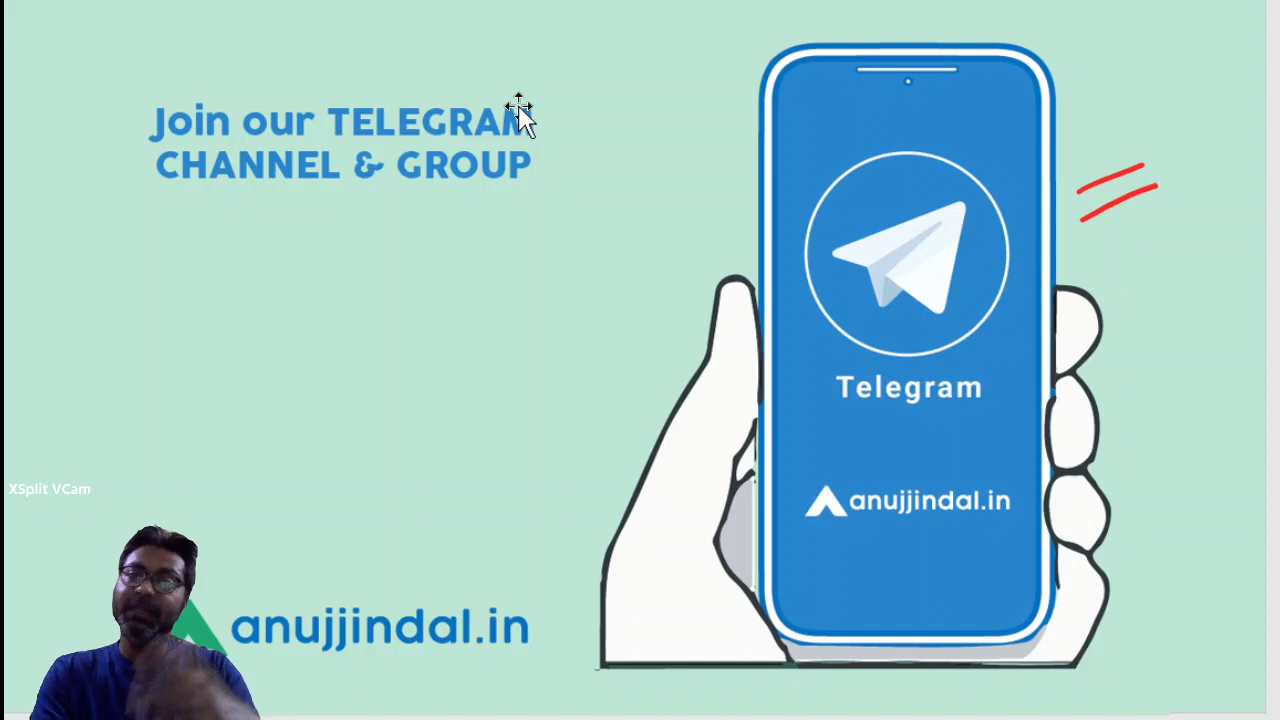 Join our TELEGRAM
CHANNEL & GROUP
Telegram
anujjindal.in
XSplit VCam
anujjindal.in